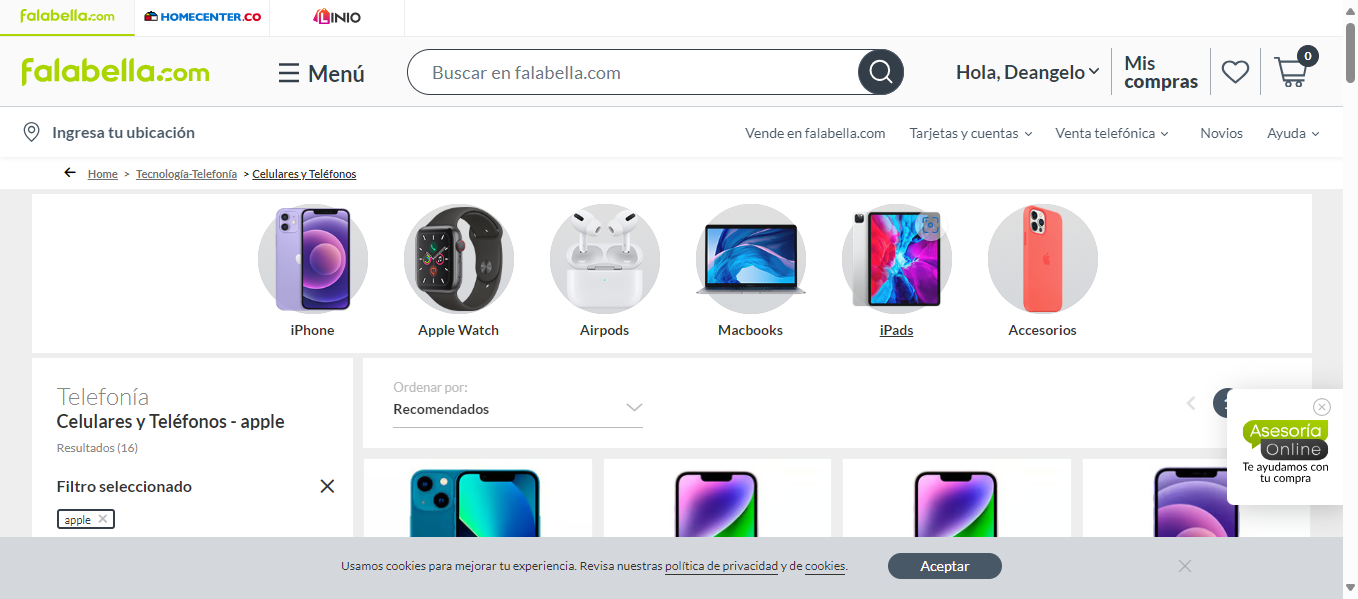 falabella.com
HOMECENTER.CO
LINIO
falabella.com
Menú
Buscar en falabella.com
Hola, Deangelo
Mis
compras
0
Ingresa tu ubicación
Vende en falabella.com
Tarjetas y cuentas
Venta telefónica
Novios
Ayuda
Home > Tecnología-Telefonía > Celulares y Teléfonos
iPhone
Apple Watch
Airpods
Macbooks
iPads
Accesorios
Telefonía
Celulares y Teléfonos - apple
Resultados (16)
Filtro seleccionado
apple
Ordenar por:
Recomendados
Asesoría
Online
Te ayudamos con
tu compra
Usamos cookies para mejorar tu experiencia. Revisa nuestras política de privacidad y de cookies.
Aceptar